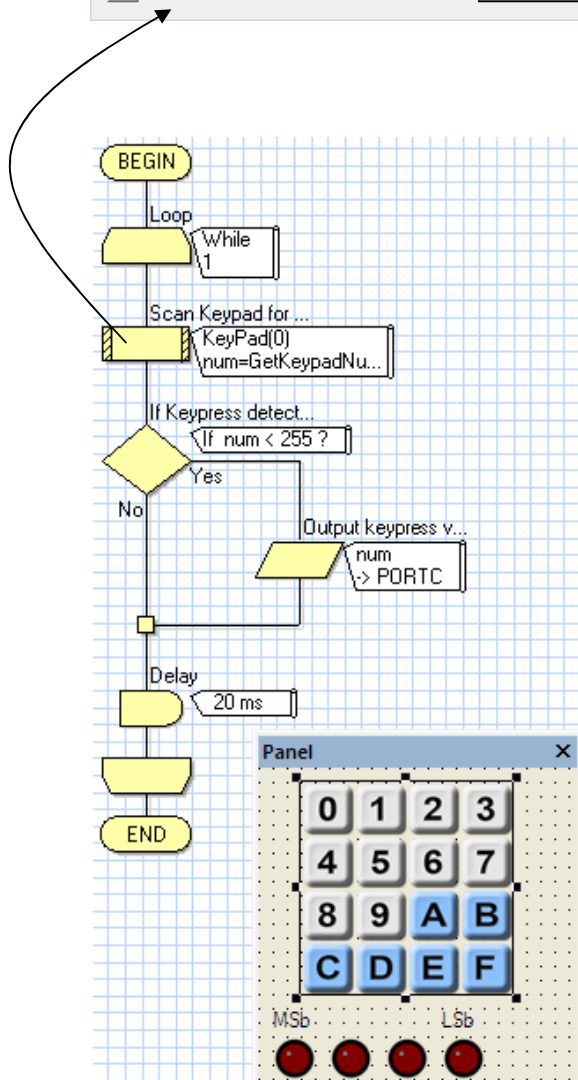 BEGIN
Loop
While
1
Scan Keypad for ...
KeyPad(0)
num=GetKeypadNu...
If Keypress detect...
If num < 255 ?
Yes
No
Output keypress v...
num
-> PORTC
Delay
20 ms
END
Panel
0 1 2 3
4 5 6 7
8 9 A B
C D E F
MSb LSb